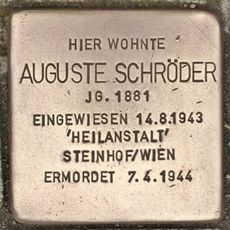 HIER WOHNTE
AUGUSTE SCHRÖDER
JG. 1881
EINGEWIESEN 14.8.1943
'HEILANSTALT'
STEINHOF/WIEN
ERMORDET 7.4.1944